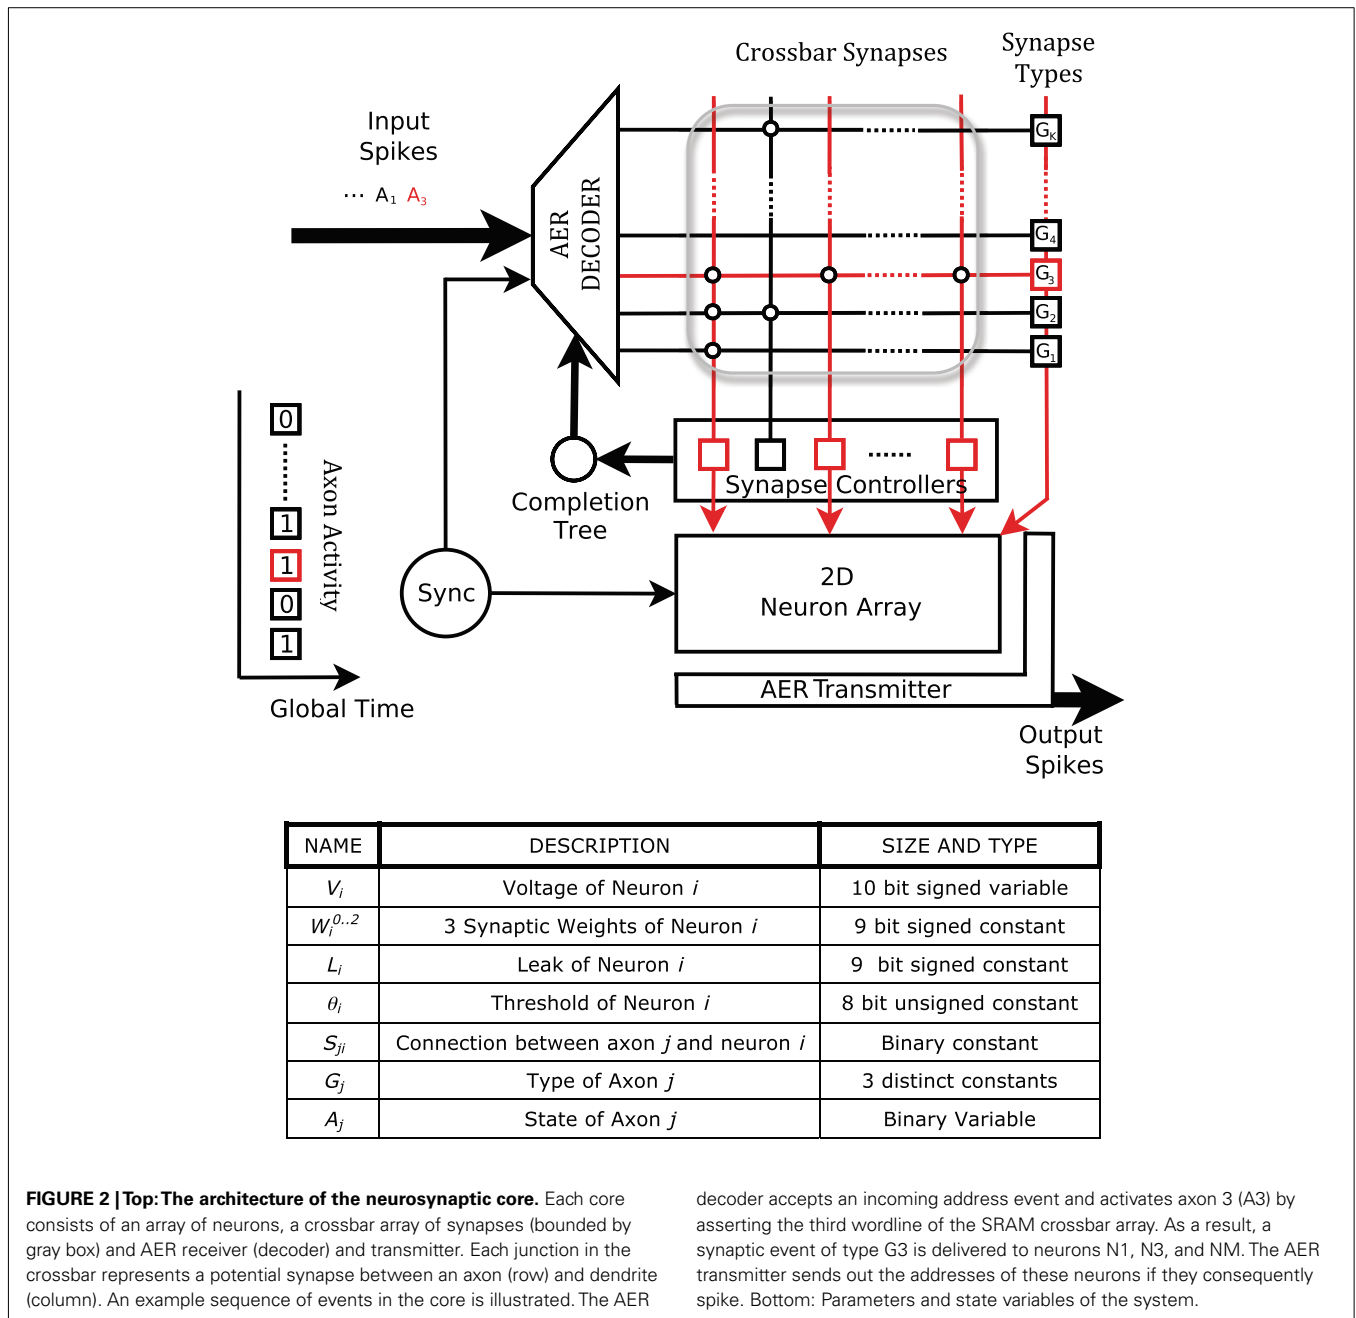 Crossbar Synapses
Synapse
Types
Input
Spikes
··· A1 A3
AER
DECODER
GK
G4
G3
G2
G1
0
1
1
0
1
Axon Activity
Global Time
Completion
Tree
Synapse Controllers
Sync
2D
Neuron Array
AER Transmitter
Output
Spikes
NAME DESCRIPTION SIZE AND TYPE
Vi Voltage of Neuron i 10 bit signed variable
Wi0..2 3 Synaptic Weights of Neuron i 9 bit signed constant
Li Leak of Neuron i 9 bit signed constant
θi Threshold of Neuron i 8 bit unsigned constant
Sji Connection between axon j and neuron i Binary constant
Gj Type of Axon j 3 distinct constants
Aj State of Axon j Binary Variable
FIGURE 2 | Top: The architecture of the neurosynaptic core. Each core
consists of an array of neurons, a crossbar array of synapses (bounded by
gray box) and AER receiver (decoder) and transmitter. Each junction in the
crossbar represents a potential synapse between an axon (row) and dendrite
(column). An example sequence of events in the core is illustrated. The AER
decoder accepts an incoming address event and activates axon 3 (A3) by
asserting the third wordline of the SRAM crossbar array. As a result, a
synaptic event of type G3 is delivered to neurons N1, N3, and NM. The AER
transmitter sends out the addresses of these neurons if they consequently
spike. Bottom: Parameters and state variables of the system.